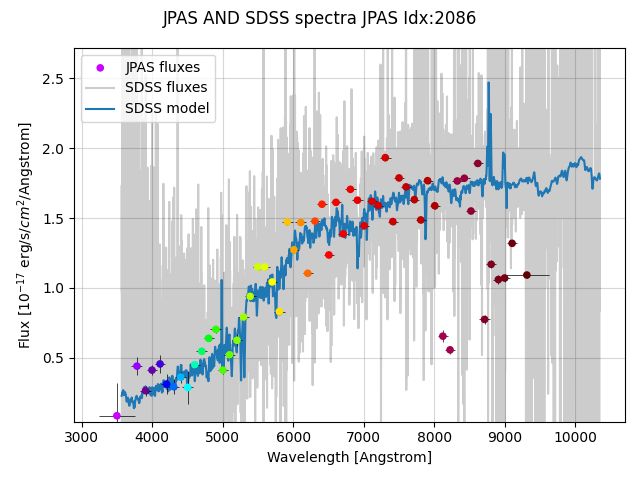 JPAS AND SDSS spectra JPAS Idx:2086
JPAS fluxes
SDSS fluxes
SDSS model
2.5
2.0
1.5
1.0
0.5
Flux [10⁻¹⁷ erg/s/cm²/Angstrom]
3000 4000 5000 6000 7000 8000 9000 10000
Wavelength [Angstrom]